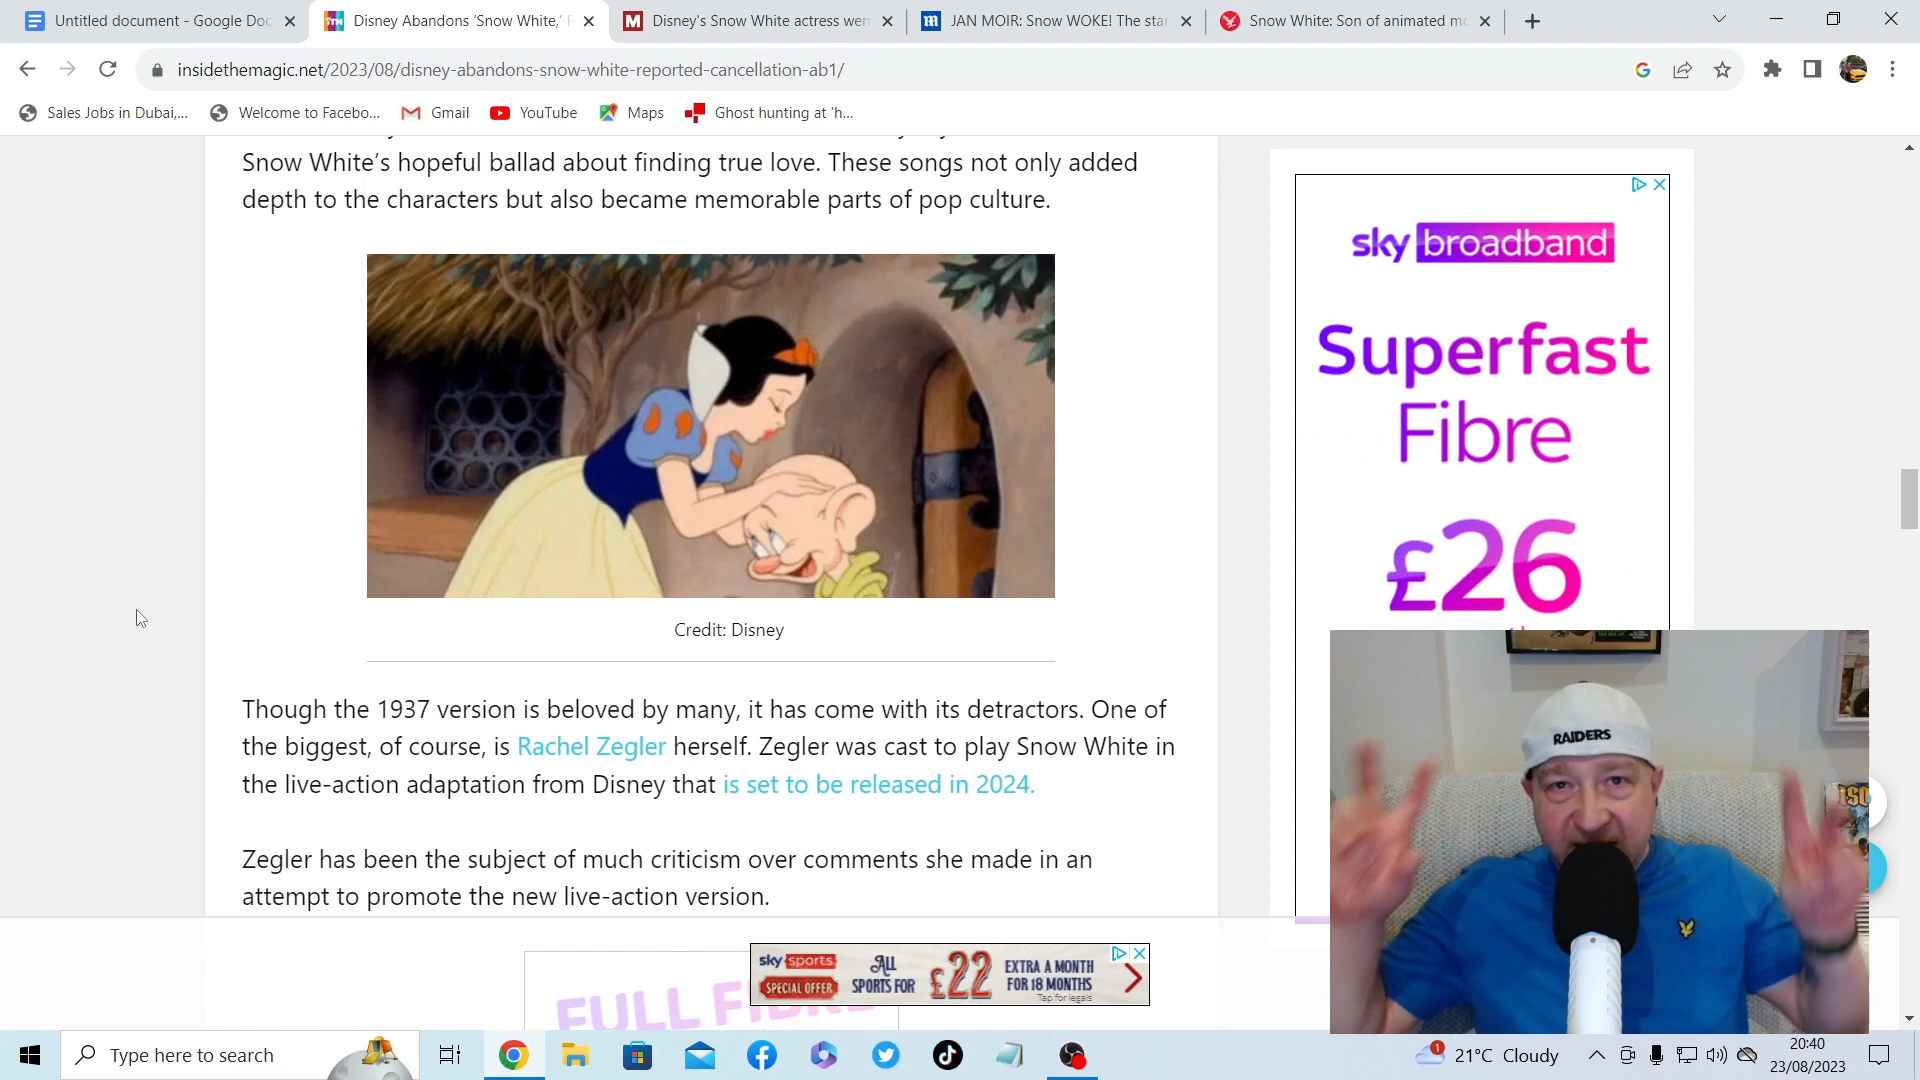 Untitled document - Google Doc
Disney Abandons ‘Snow White,’
Disney's Snow White actress wen
JAN MOIR: Snow WOKE! The star
Snow White: Son of animated mo
insidethemagic.net/2023/08/disney-abandons-snow-white-reported-cancellation-ab1/
Sales Jobs in Dubai,...
Welcome to Facebo...
Gmail
YouTube
Maps
Ghost hunting at 'h...
Snow White’s hopeful ballad about finding true love. These songs not only added
depth to the characters but also became memorable parts of pop culture.
Credit: Disney
Though the 1937 version is beloved by many, it has come with its detractors. One of
the biggest, of course, is Rachel Zegler herself. Zegler was cast to play Snow White in
the live-action adaptation from Disney that is set to be released in 2024.
Zegler has been the subject of much criticism over comments she made in an
attempt to promote the new live-action version.
sky broadband
Superfast
Fibre
£26
RAIDERS
FULL FIBRE
sky sports
SPECIAL OFFER
ALL
SPORTS FOR
£22
EXTRA A MONTH
FOR 18 MONTHS
Tap for legals
Type here to search
1
21°C Cloudy
20:40
23/08/2023